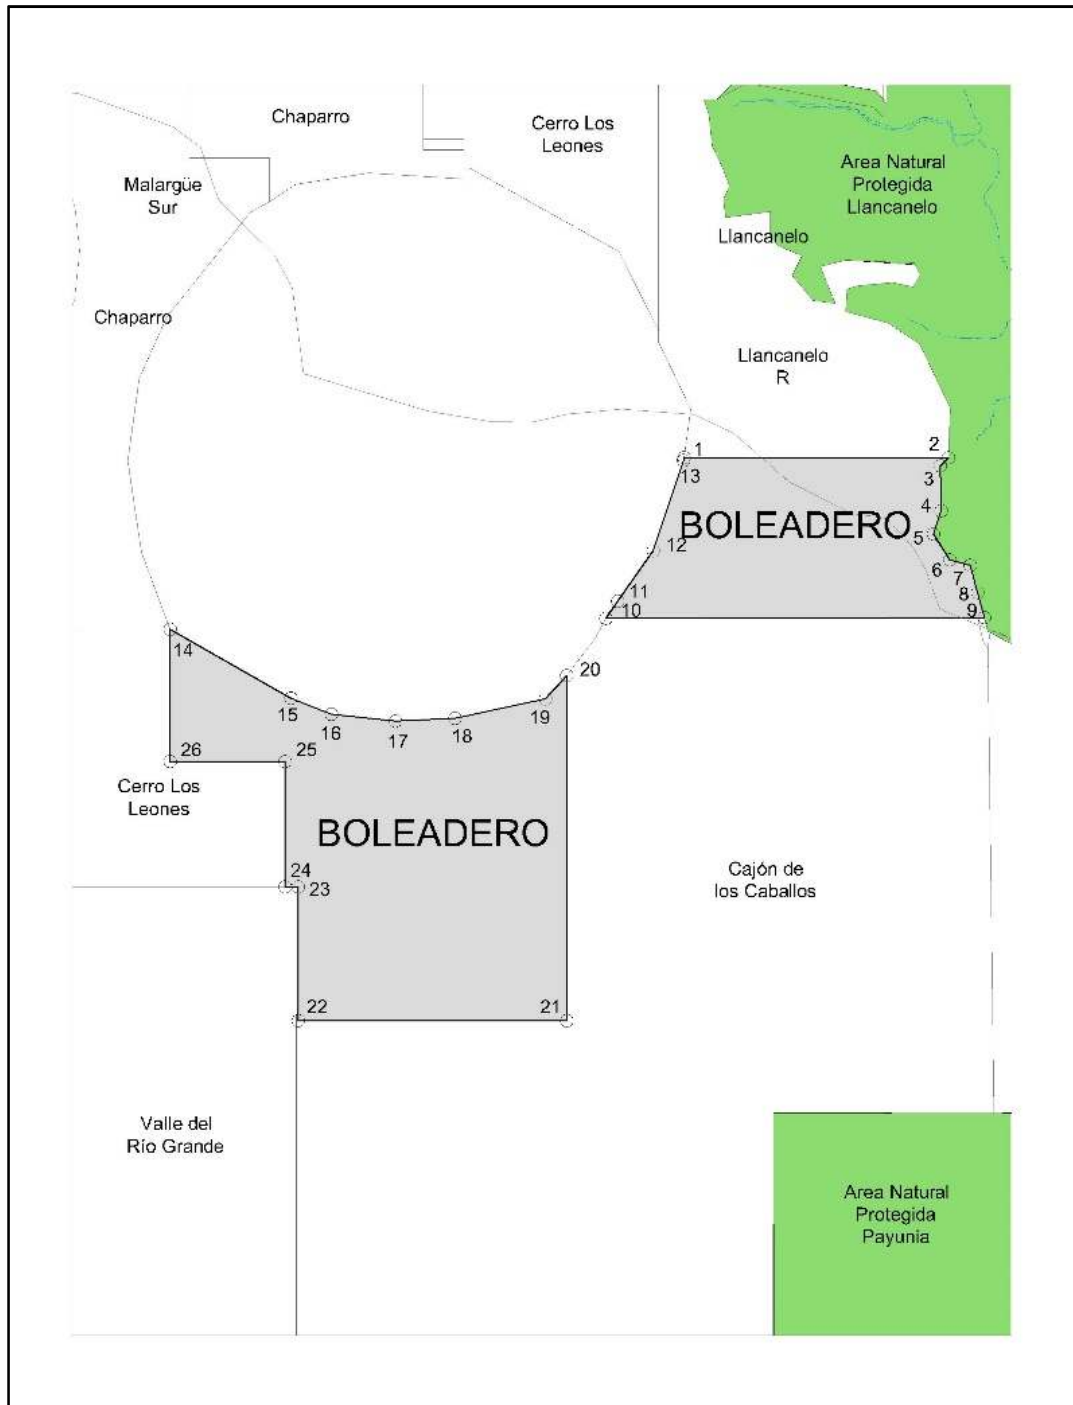 Chaparro
Cerro Los
Leones
Area Natural
Protegida
Llancanelo
Malargüe
Sur
Llancanelo
Chaparro
Llancanelo
R
1
2
13
3
4
BOLEADERO
5
12
6
7
8
11
10
9
14
20
15
19
16
17
18
26
25
Cerro Los
Leones
BOLEADERO
24
23
Cajón de
los Caballos
22
21
Valle del
Río Grande
Area Natural
Protegida
Payunia